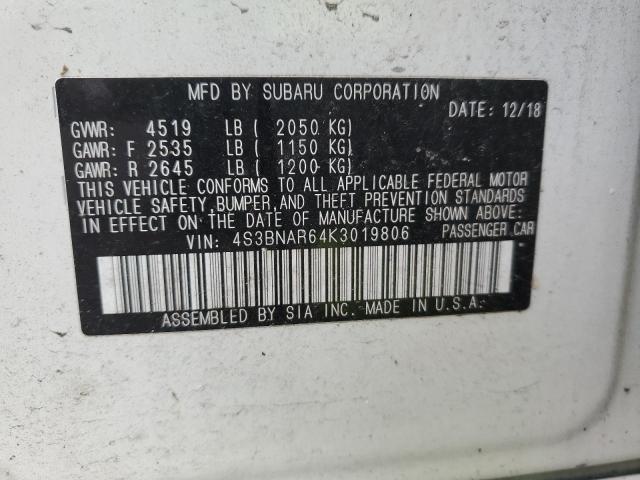 MFD BY SUBARU CORPORATION
DATE: 12/18
GVWR: 4519 LB ( 2050 KG)
GAWR: F 2535 LB ( 1150 KG)
GAWR: R 2645 LB ( 1200 KG)
THIS VEHICLE CONFORMS TO ALL APPLICABLE FEDERAL MOTOR
VEHICLE SAFETY, BUMPER, AND THEFT PREVENTION STANDARDS
IN EFFECT ON THE DATE OF MANUFACTURE SHOWN ABOVE:
VIN: 4S3BNAR64K3019806 PASSENGER CAR
ASSEMBLED BY SIA INC. MADE IN U.S.A.